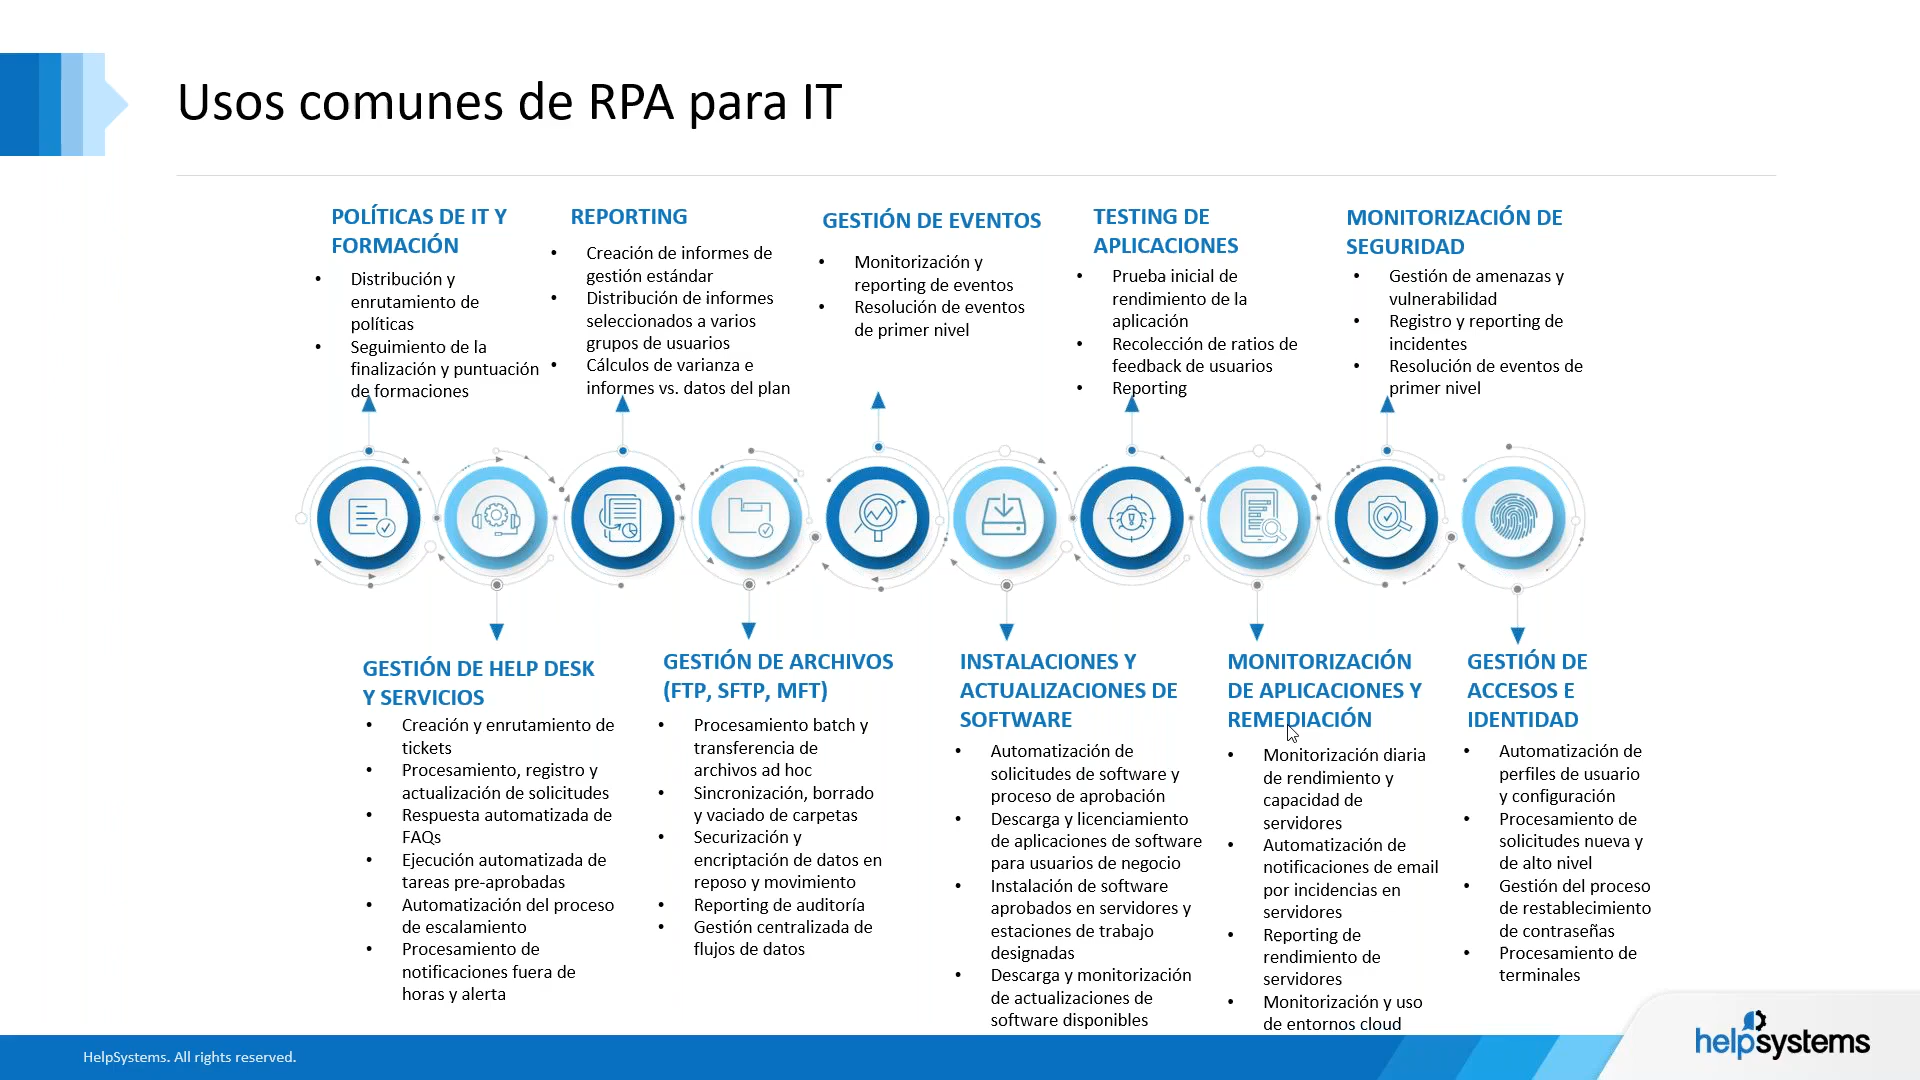 Usos comunes de RPA para IT
POLÍTICAS DE IT Y
FORMACIÓN
• Distribución y
enrutamiento de
políticas
• Seguimiento de la
finalización y puntuación
de formaciones
REPORTING
• Creación de informes de
gestión estándar
• Distribución de informes
seleccionados a varios
grupos de usuarios
• Cálculos de varianza e
informes vs. datos del plan
GESTIÓN DE EVENTOS
• Monitorización y
reporting de eventos
• Resolución de eventos
de primer nivel
TESTING DE
APLICACIONES
• Prueba inicial de
rendimiento de la
aplicación
• Recolección de ratios de
feedback de usuarios
• Reporting
MONITORIZACIÓN DE
SEGURIDAD
• Gestión de amenazas y
vulnerabilidad
• Registro y reporting de
incidentes
• Resolución de eventos de
primer nivel
GESTIÓN DE HELP DESK
Y SERVICIOS
• Creación y enrutamiento de
tickets
• Procesamiento, registro y
actualización de solicitudes
• Respuesta automatizada de
FAQs
• Ejecución automatizada de
tareas pre-aprobadas
• Automatización del proceso
de escalamiento
• Procesamiento de
notificaciones fuera de
horas y alerta
GESTIÓN DE ARCHIVOS
(FTP, SFTP, MFT)
• Procesamiento batch y
transferencia de
archivos ad hoc
• Sincronización, borrado
y vaciado de carpetas
• Securización y
encriptación de datos en
reposo y movimiento
• Reporting de auditoría
• Gestión centralizada de
flujos de datos
INSTALACIONES Y
ACTUALIZACIONES DE
SOFTWARE
• Automatización de
solicitudes de software y
proceso de aprobación
• Descarga y licenciamiento
de aplicaciones de software
para usuarios de negocio
• Instalación de software
aprobados en servidores y
estaciones de trabajo
designadas
• Descarga y monitorización
de actualizaciones de
software disponibles
MONITORIZACIÓN
DE APLICACIONES Y
REMEDIACIÓN
• Monitorización diaria
de rendimiento y
capacidad de
servidores
• Automatización de
notificaciones de email
por incidencias en
servidores
• Reporting de
rendimiento de
servidores
• Monitorización y uso
de entornos cloud
GESTIÓN DE
ACCESOS E
IDENTIDAD
• Automatización de
perfiles de usuario
y configuración
• Procesamiento de
solicitudes nueva y
de alto nivel
• Gestión del proceso
de restablecimiento
de contraseñas
• Procesamiento de
terminales
HelpSystems. All rights reserved.
helpsystems